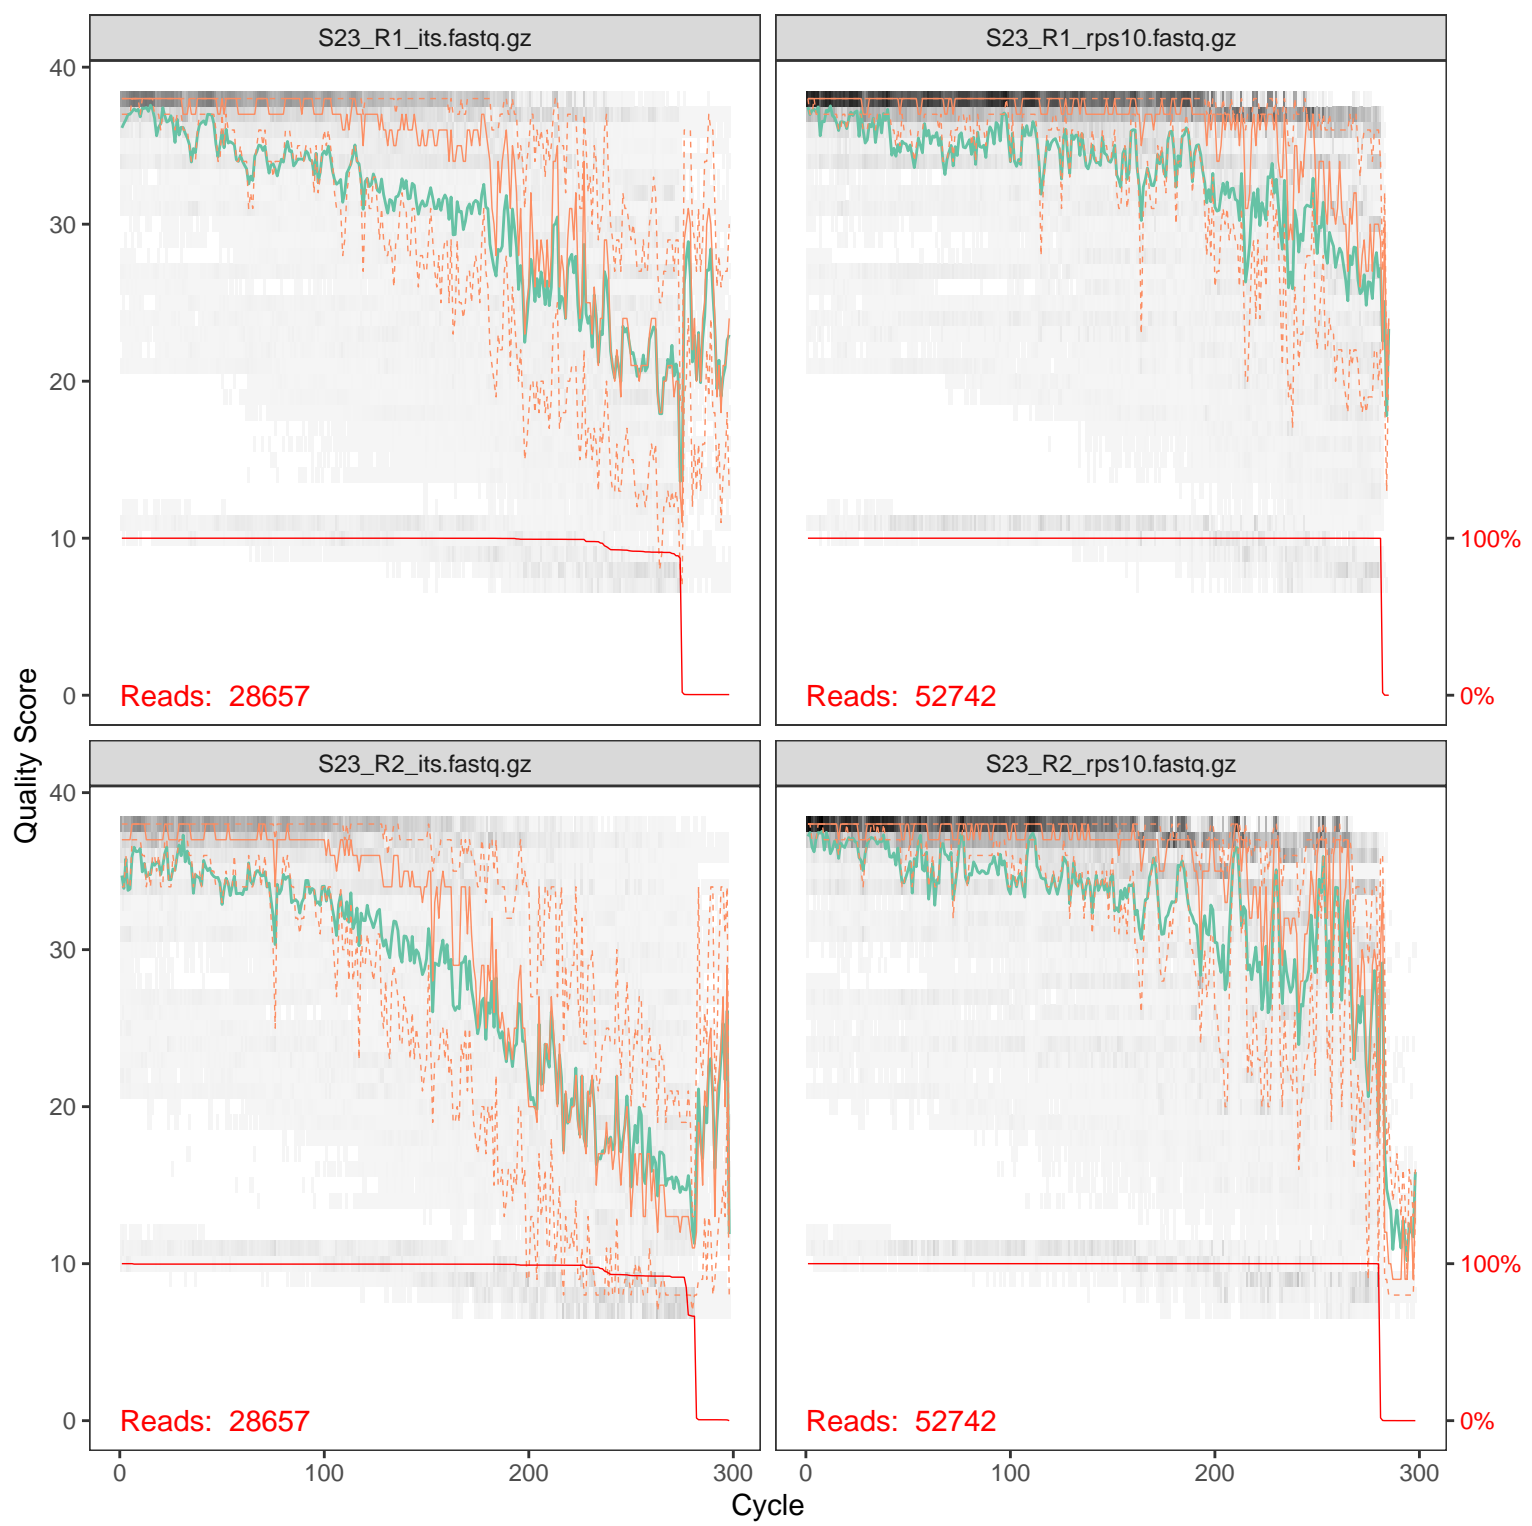 S23_R1_its.fastq.gz
S23_R1_rps10.fastq.gz
40
30
20
10
0
100%
0%
Reads: 28657
Reads: 52742
Quality Score
S23_R2_its.fastq.gz
S23_R2_rps10.fastq.gz
40
30
20
10
0
100%
0%
Reads: 28657
Reads: 52742
0 100 200 300
0 100 200 300
Cycle